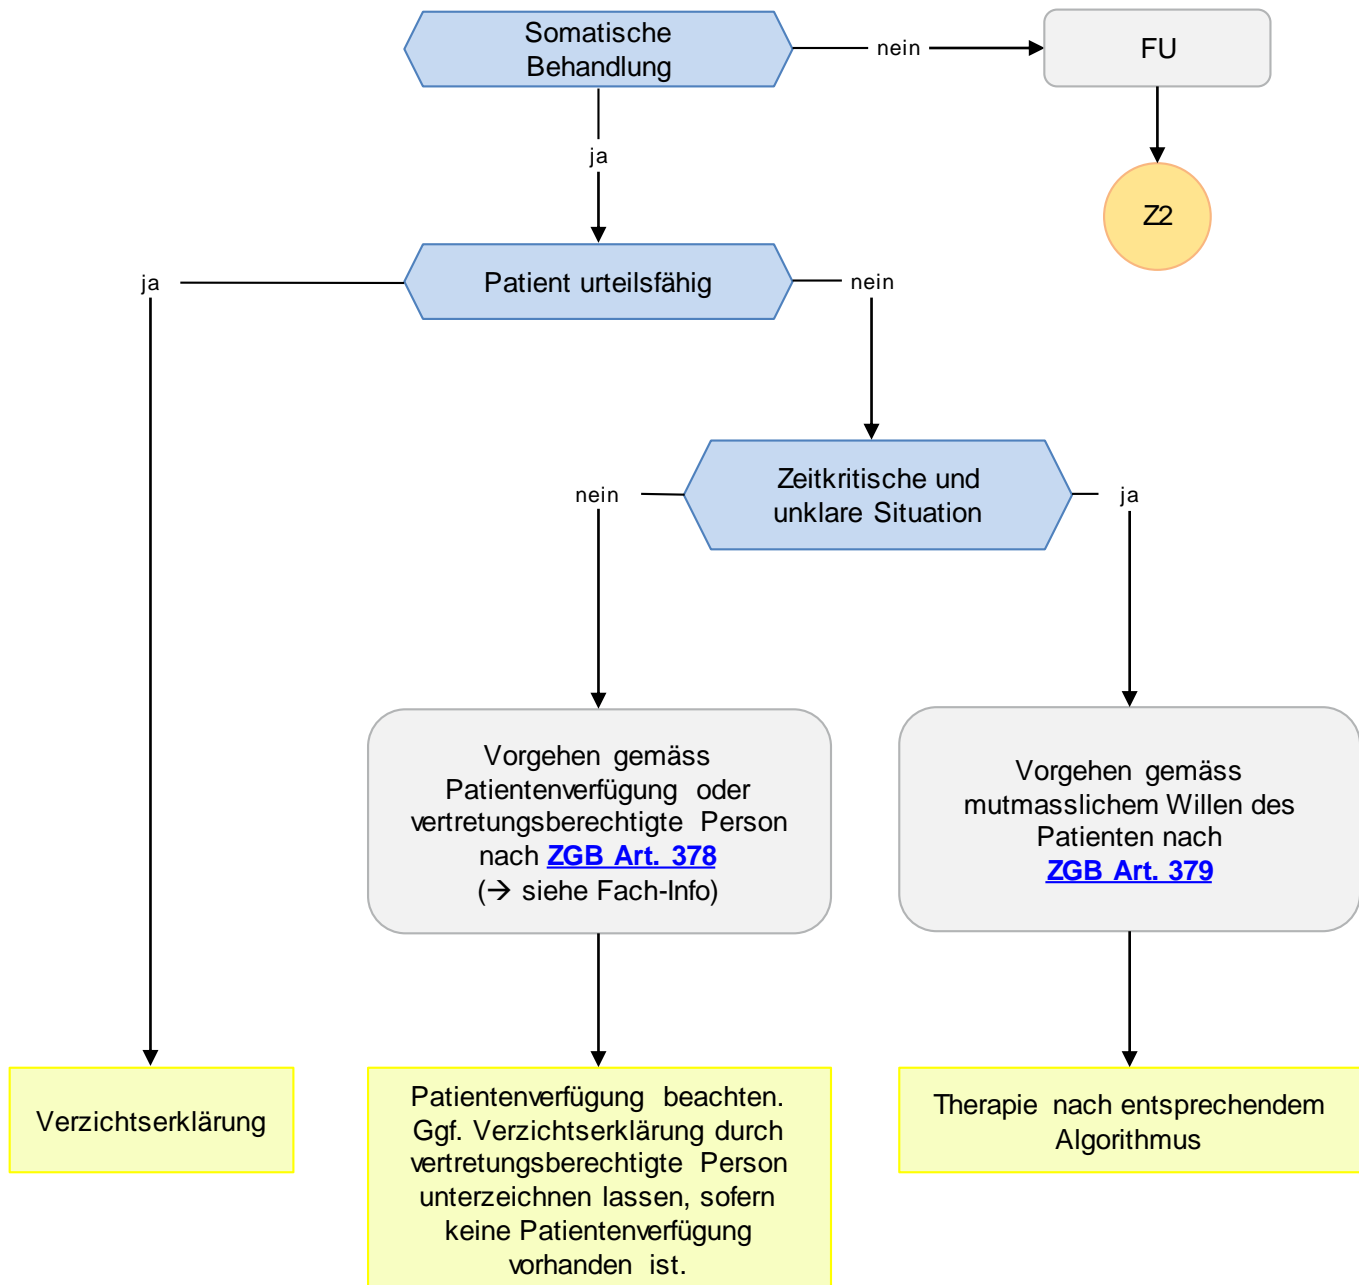 Somatische
Behandlung
nein
FU
ja
Z2
ja
Patient urteilsfähig
nein
Zeitkritische und
unklare Situation
nein
ja
Vorgehen gemäss
Patientenverfügung oder
vertretungsberechtigte Person
nach ZGB Art. 378
(→ siehe Fach-Info)
Vorgehen gemäss
mutmasslichem Willen des
Patienten nach
ZGB Art. 379
Verzichtserklärung
Patientenverfügung beachten.
Ggf. Verzichtserklärung durch
vertretungsberechtigte Person
unterzeichnen lassen, sofern
keine Patientenverfügung
vorhanden ist.
Therapie nach entsprechendem
Algorithmus